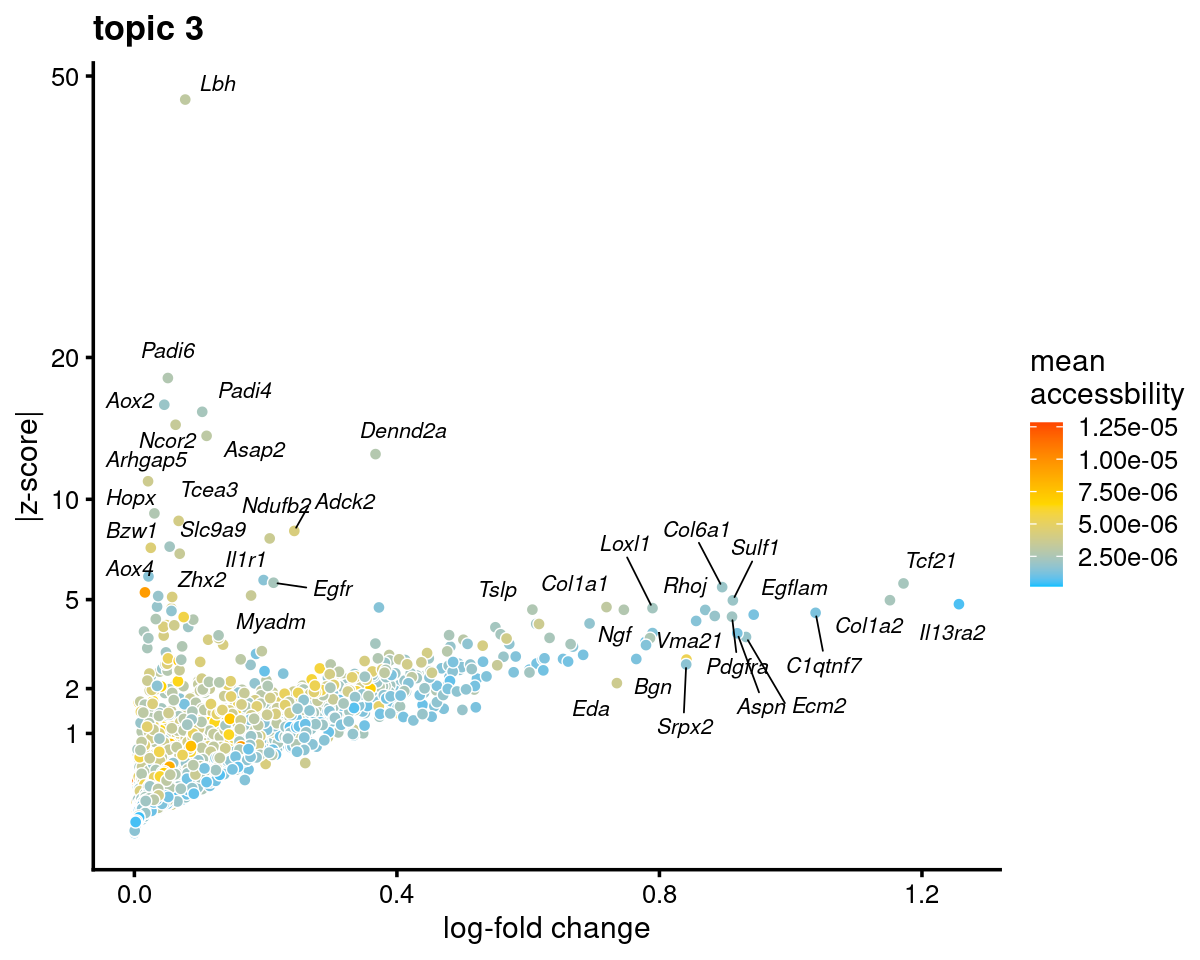 topic 3
50
Lbh
20
Padi6
Padi4
Aox2
Dennd2a
Ncor2
Asap2
Arhgap5
10
Hopx
Tcea3
Ndufb2
Adck2
Bzw1
Slc9a9
Il1r1
Aox4
Zhx2
Egfr
Myadm
Col6a1
Loxl1
Sulf1
Tcf21
Tslp
Col1a1
Rhoj
Egflam
5
Ngf
Vma21
Col1a2
Il13ra2
Pdgfra
C1qtnf7
2
Bgn
Eda
Aspn
Ecm2
Srpx2
1
|z-score|
0.0
0.4
0.8
1.2
log-fold change
mean
accessbility
1.25e-05
1.00e-05
7.50e-06
5.00e-06
2.50e-06